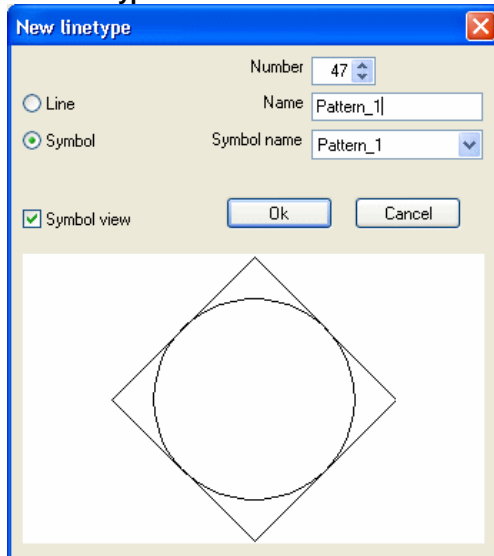 New linetype
Number 47
Line Name Pattern_1
Symbol Symbol name Pattern_1
Symbol view Ok Cancel